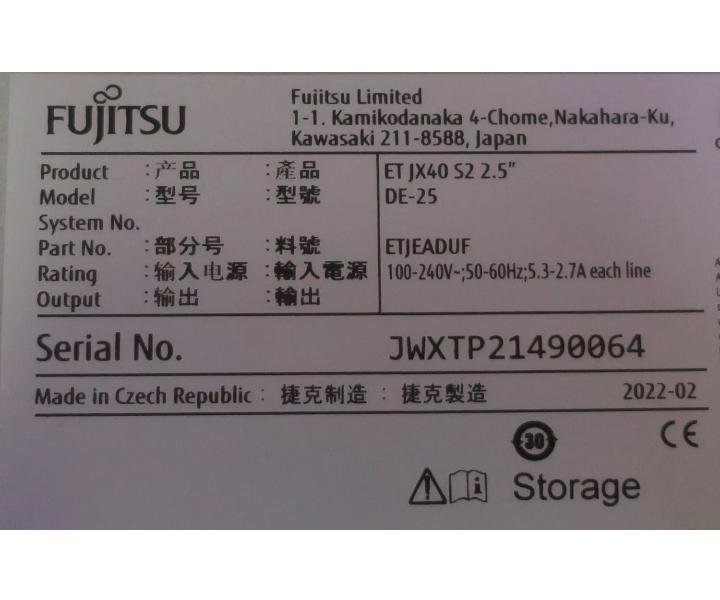 FUJITSU
Fujitsu Limited
1-1. Kamikodanaka 4-Chome,Nakahara-Ku,
Kawasaki 211-8588, Japan
Product :产品 :產品 ET JX40 S2 2.5"
Model :型号 :型號 DE-25
System No.
Part No. :部分号 :料號 ETJEADUF
Rating :输入电源 :輸入電源 100-240V~;50-60Hz;5.3-2.7A each line
Output :输出 :輸出
Serial No. JWXTP21490064
Made in Czech Republic : 捷克制造 : 捷克製造 2022-02
30 CE
Storage